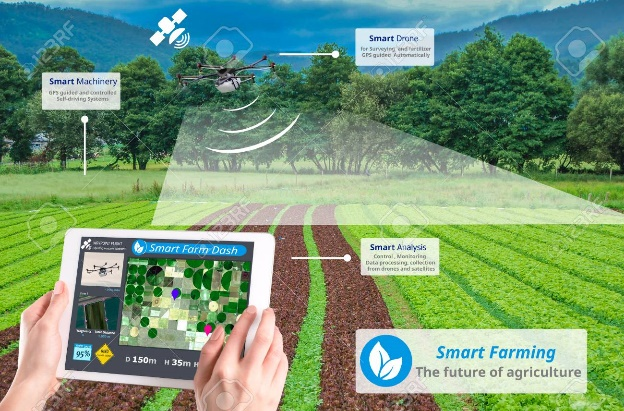 Smart Drone
for Surveying, and fertilizer
GPS guided Automatically
Smart Machinery
GPS guided and Controlled
Self-driving Systems
Smart Analysis
Control , Monitoring
Data processing, collection
from drones and satellites
Smart Farm Dash
95%
D 150m H 35m
Smart Farming
The future of agriculture